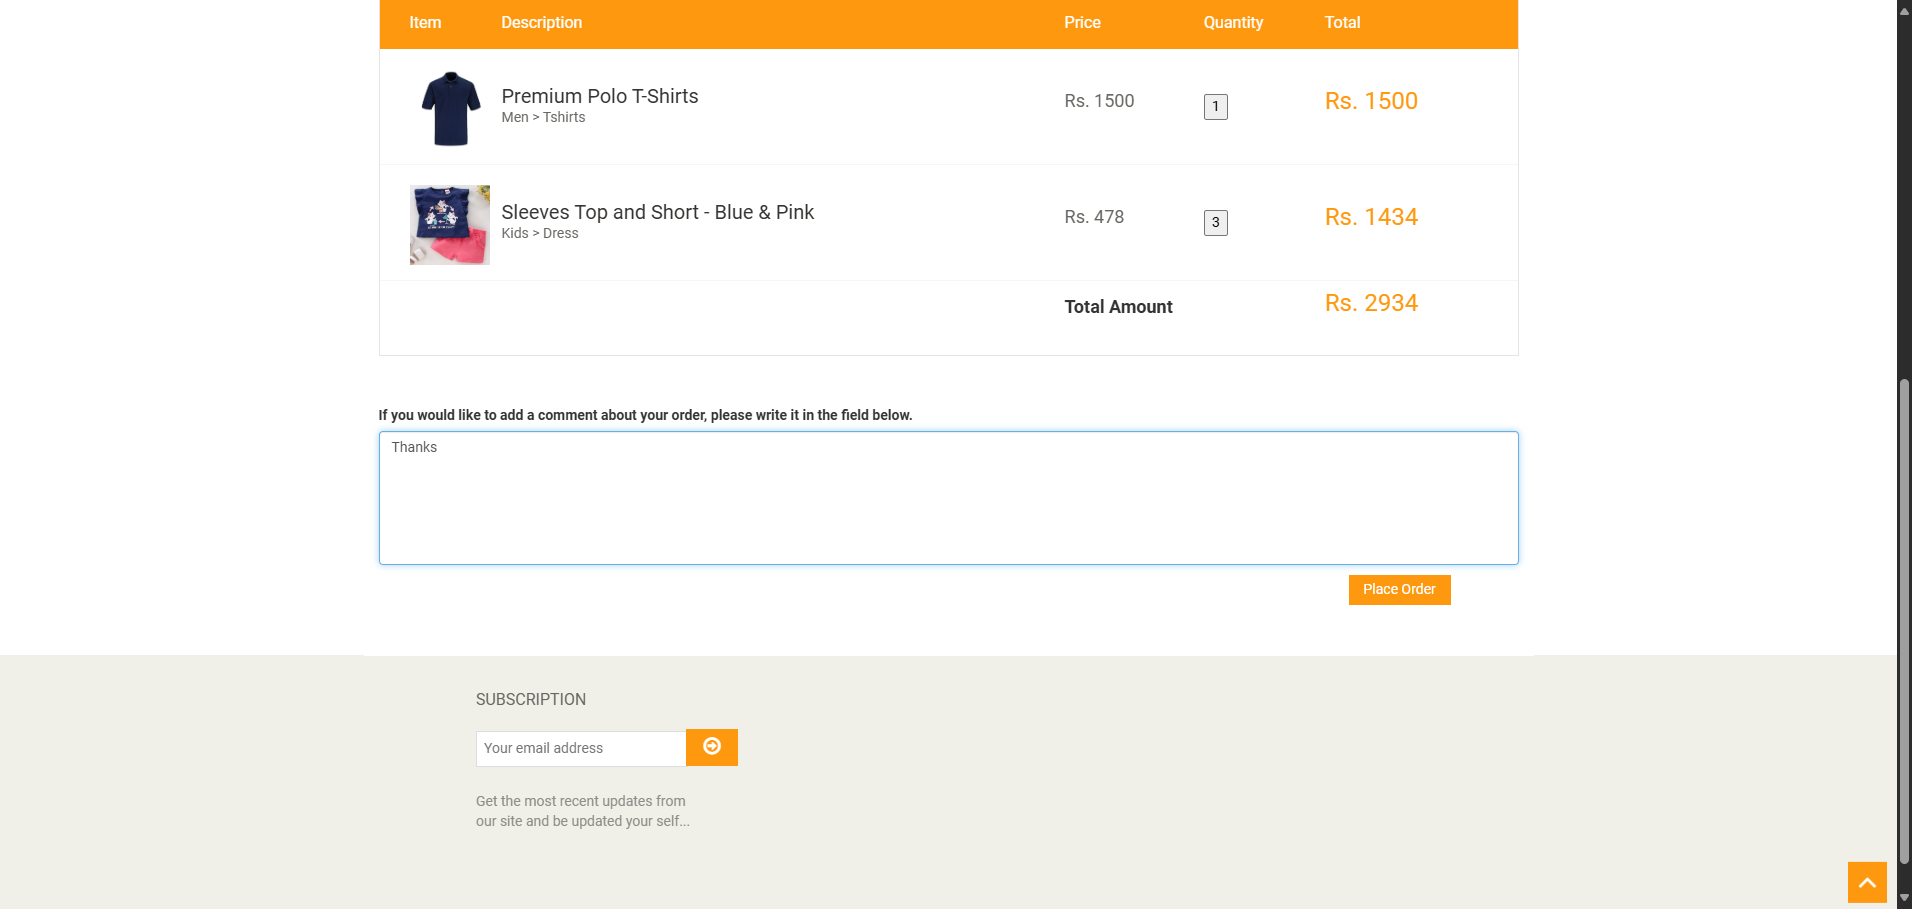 Item Description Price Quantity Total
Premium Polo T-Shirts
Men > Tshirts
Rs. 1500
1
Rs. 1500
Sleeves Top and Short - Blue & Pink
Kids > Dress
Rs. 478
3
Rs. 1434
Total Amount
Rs. 2934
If you would like to add a comment about your order, please write it in the field below.
Thanks
Place Order
SUBSCRIPTION
Your email address
Get the most recent updates from
our site and be updated your self...